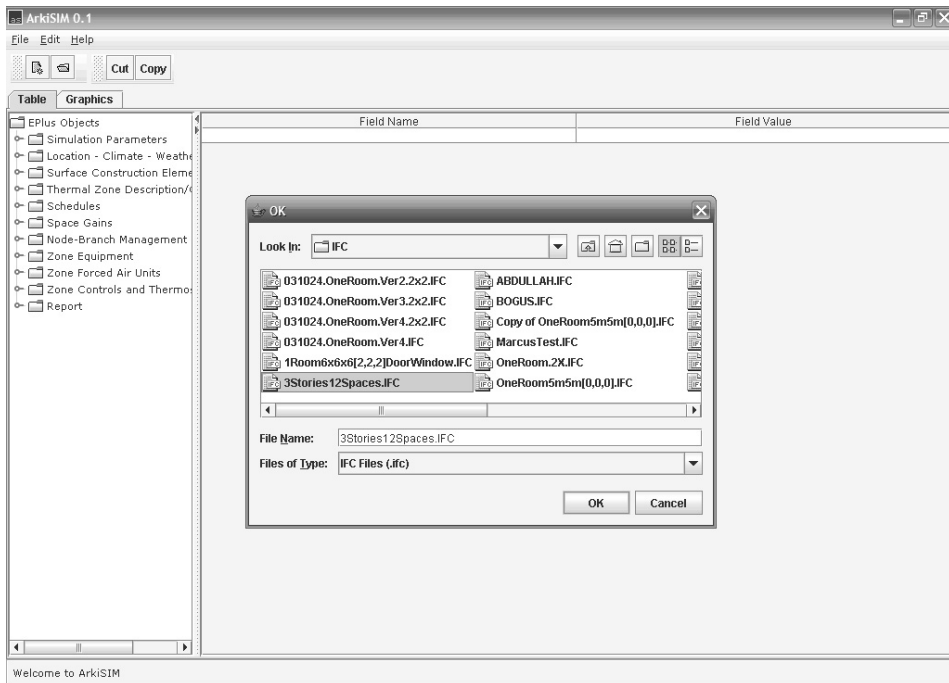 as ArkiSIM 0.1
File Edit Help
Cut Copy
Table Graphics
EPlus Objects
Simulation Parameters
Location - Climate - Weathe
Surface Construction Eleme
Thermal Zone Description/
Schedules
Space Gains
Node-Branch Management
Zone Equipment
Zone Forced Air Units
Zone Controls and Thermo
Report
Field Name Field Value
OK
Look In: IFC
031024.OneRoom.Ver2.2x2.IFC
031024.OneRoom.Ver3.2x2.IFC
031024.OneRoom.Ver4.2x2.IFC
031024.OneRoom.Ver4.IFC
1Room6x6x6[2,2,2]DoorWindow.IFC
3Stories12Spaces.IFC
ABDULLAH.IFC
BOGUS.IFC
Copy of OneRoom5m5m[0,0,0].IFC
MarcusTest.IFC
OneRoom.2X.IFC
OneRoom5m5m[0,0,0].IFC
File Name: 3Stories12Spaces.IFC
Files of Type: IFC Files (.ifc)
OK Cancel
Welcome to ArkiSIM